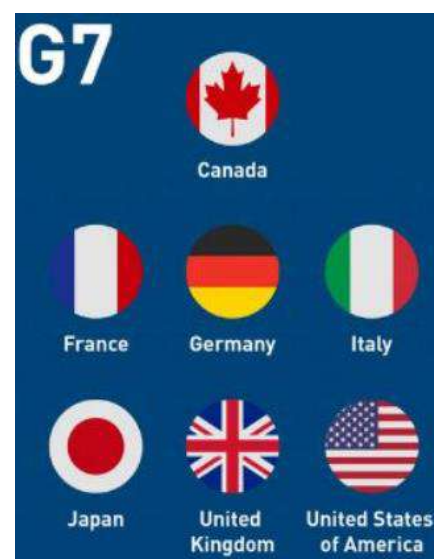 G7
Canada
France
Germany
Italy
Japan
United
Kingdom
United States
of America